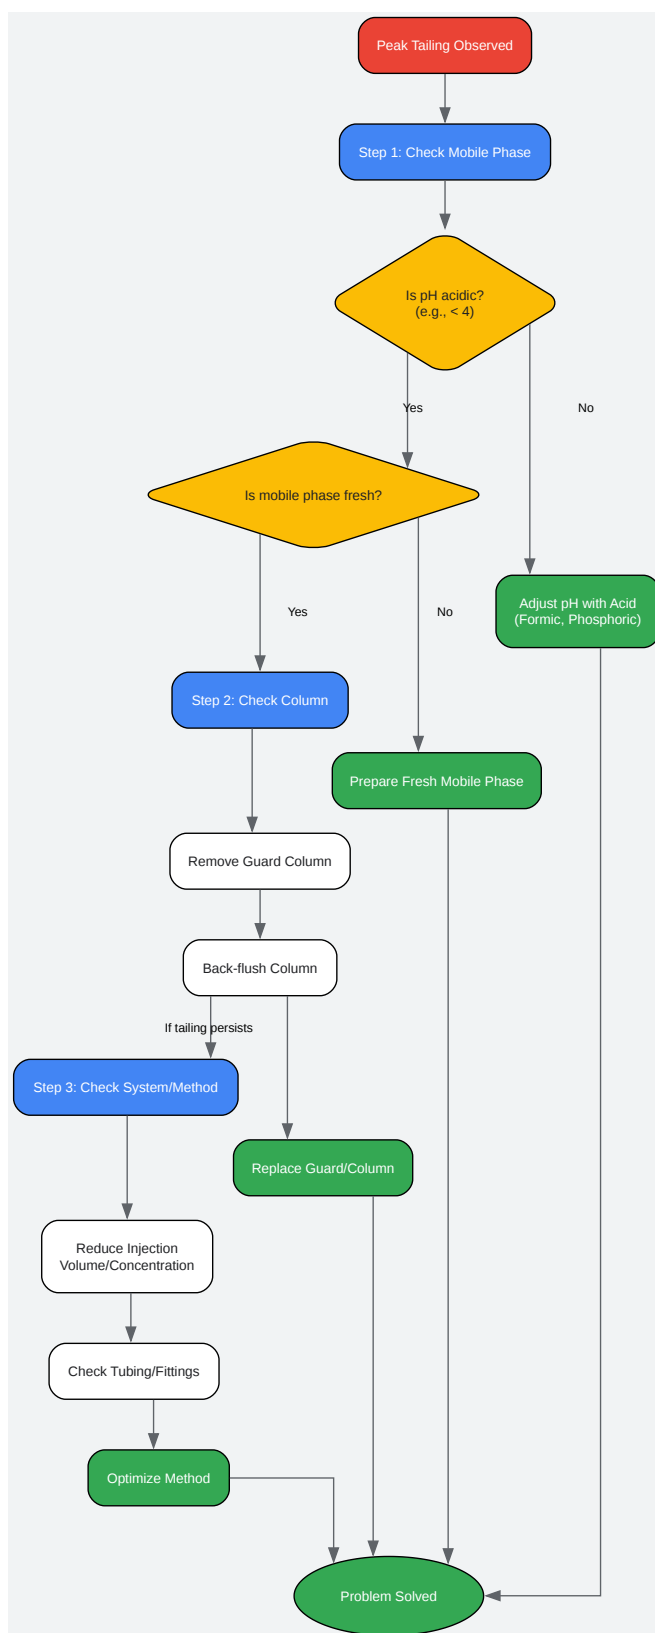 Peak Tailing Observed
Step 1: Check Mobile Phase
Is pH acidic?
(e.g., < 4)
Yes
No
Is mobile phase fresh?
Adjust pH with Acid
(Formic, Phosphoric)
Yes
No
Step 2: Check Column
Prepare Fresh Mobile Phase
Remove Guard Column
Back-flush Column
If tailing persists
Step 3: Check System/Method
Replace Guard/Column
Reduce Injection
Volume/Concentration
Check Tubing/Fittings
Optimize Method
Problem Solved